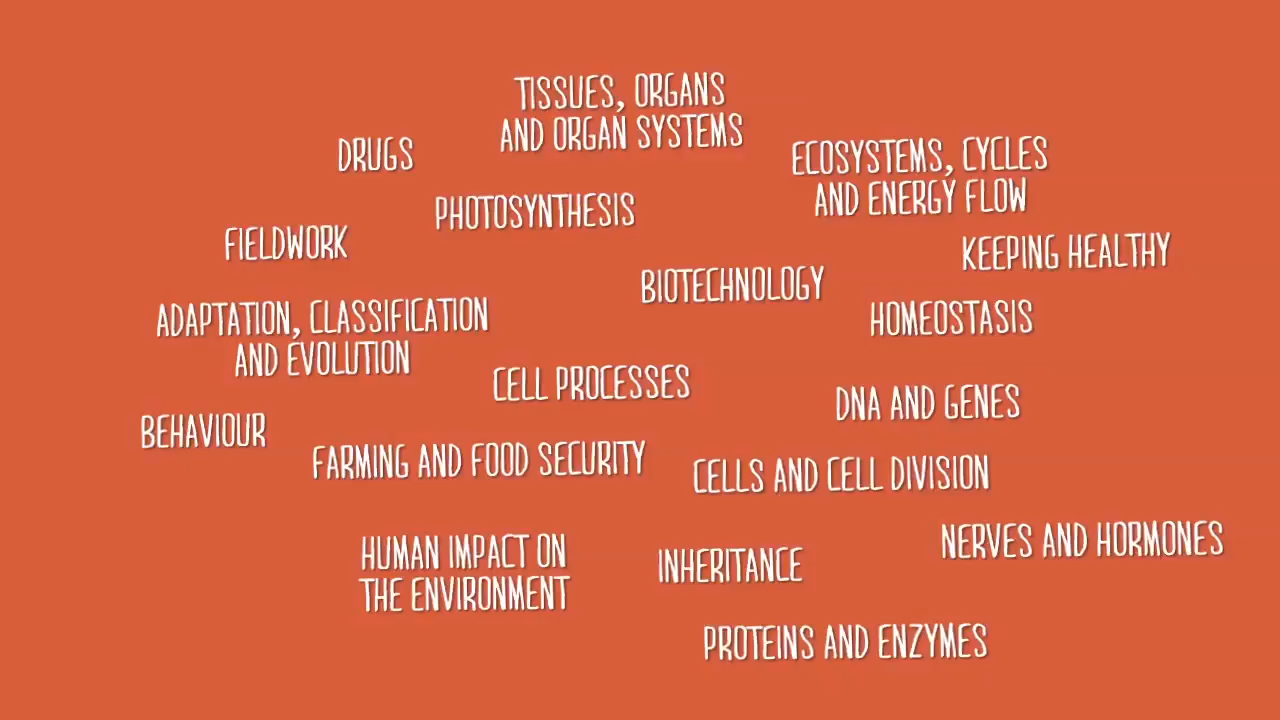 TISSUES, ORGANS
AND ORGAN SYSTEMS
DRUGS
ECOSYSTEMS, CYCLES
AND ENERGY FLOW
PHOTOSYNTHESIS
FIELDWORK
KEEPING HEALTHY
BIOTECHNOLOGY
ADAPTATION, CLASSIFICATION
AND EVOLUTION
HOMEOSTASIS
CELL PROCESSES
DNA AND GENES
BEHAVIOUR
FARMING AND FOOD SECURITY
CELLS AND CELL DIVISION
HUMAN IMPACT ON
THE ENVIRONMENT
INHERITANCE
NERVES AND HORMONES
PROTEINS AND ENZYMES